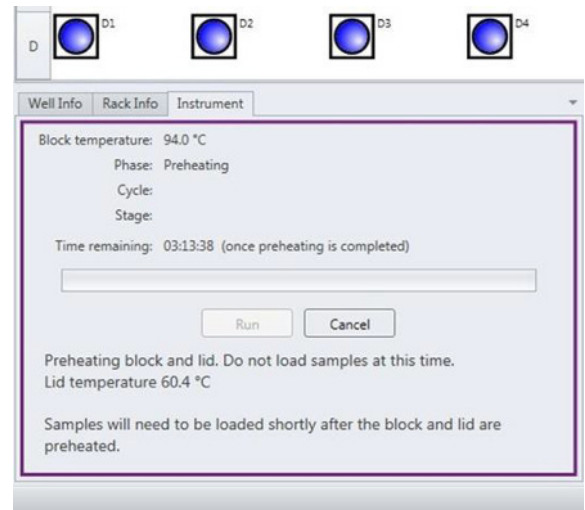 D D1 D2 D3 D4
Well Info Rack Info Instrument
Block temperature: 94.0 °C
Phase: Preheating
Cycle:
Stage:
Time remaining: 03:13:38 (once preheating is completed)
Run Cancel
Preheating block and lid. Do not load samples at this time.
Lid temperature 60.4 °C
Samples will need to be loaded shortly after the block and lid are
preheated.